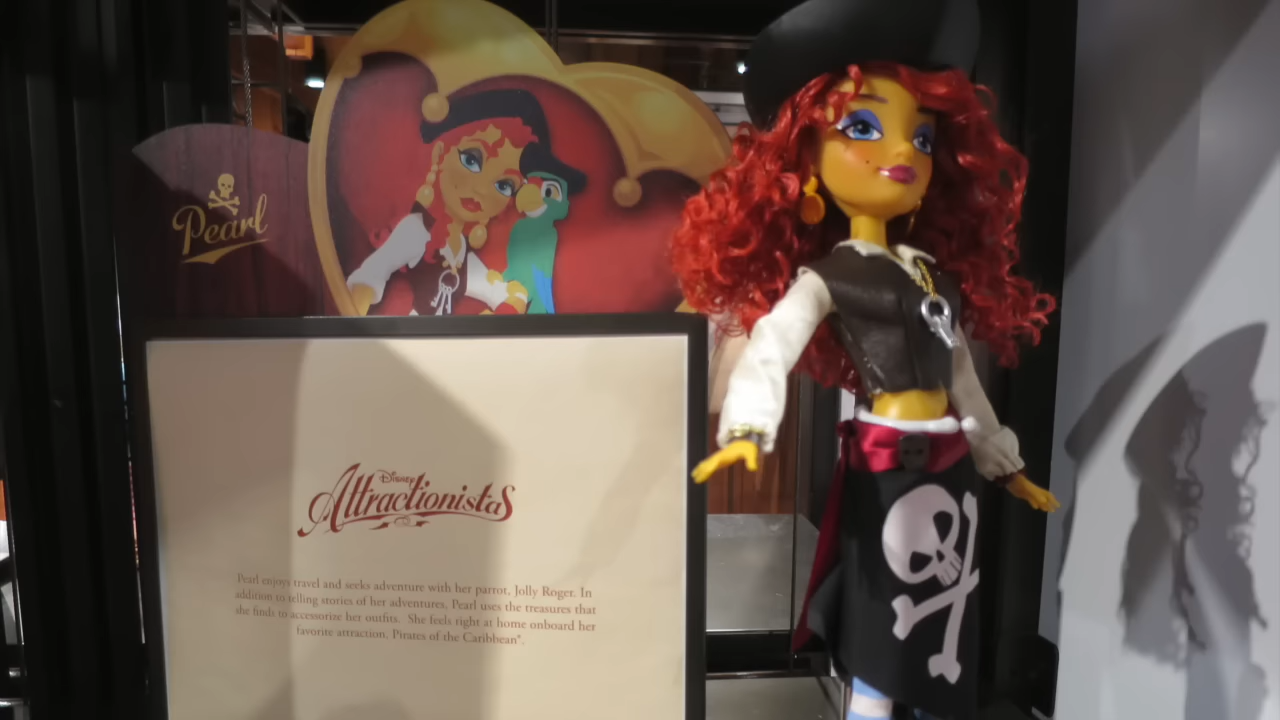 Pearl
Disney
Attractionistas
Pearl enjoys travel and seeks adventure with her parrot, Jolly Roger. In
addition to telling stories of her adventures, Pearl uses the treasures that
she finds to accessorize her outfits. She feels right at home onboard her
favorite attraction, Pirates of the Caribbean®.